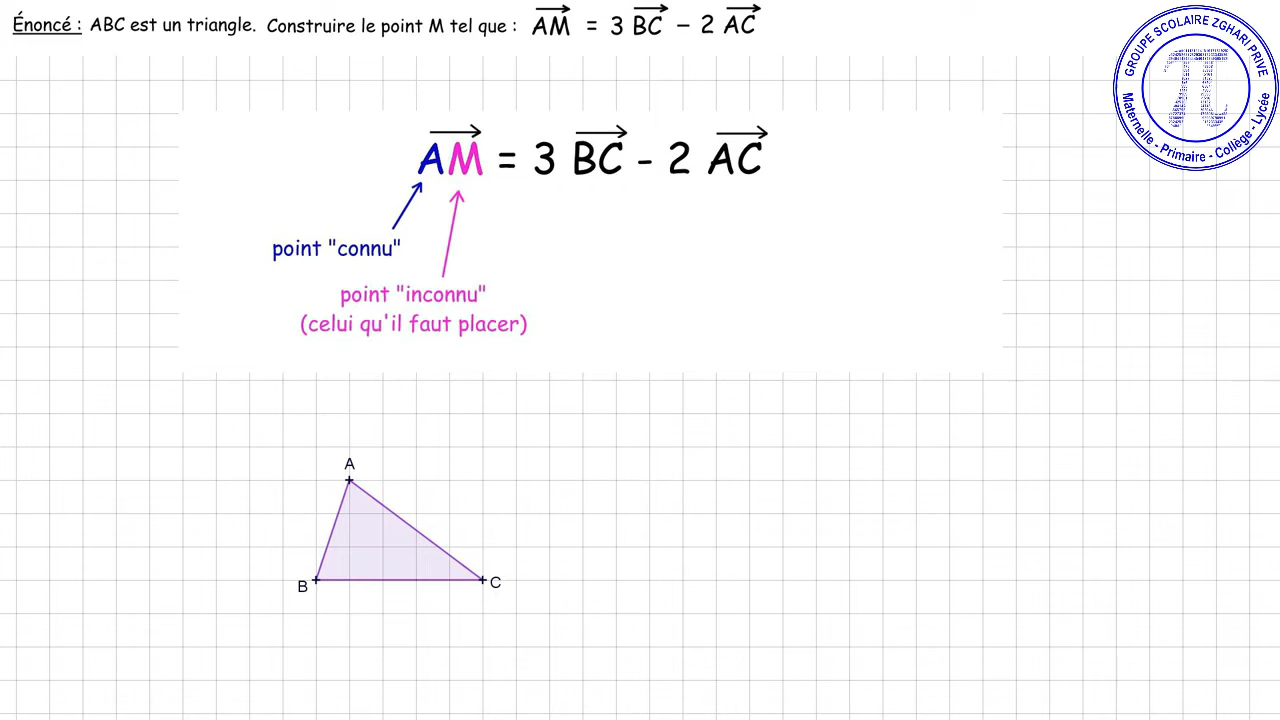 Énoncé : ABC est un triangle. Construire le point M tel que : AM = 3 BC − 2 AC
AM = 3 BC - 2 AC
point "connu"
point "inconnu"
(celui qu'il faut placer)
A
B
C
GROUPE SCOLAIRE ZGHARI PRIVE
Maternelle - Primaire - Collège - Lycée